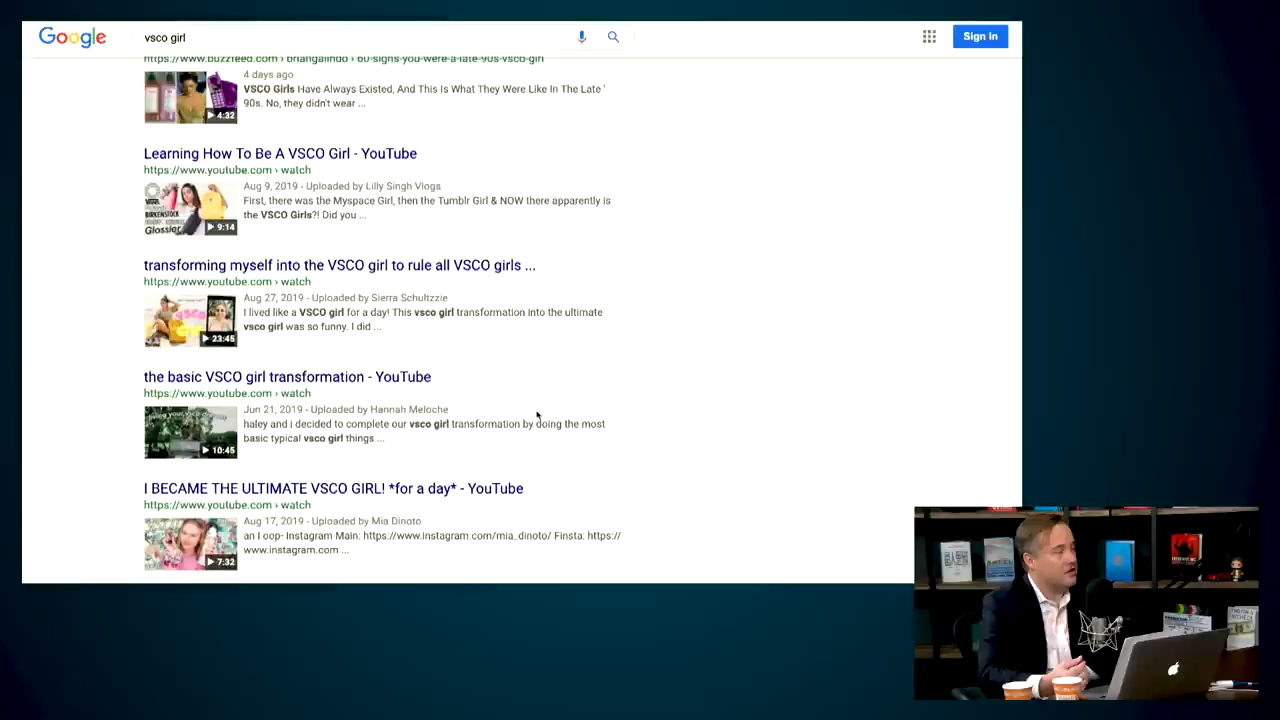 Google
vsco girl
Sign in
https://www.buzzfeed.com › briangalindo › 60-signs-you-were-a-late-90s-vsco-girl
4 days ago
VSCO Girls Have Always Existed, And This Is What They Were Like In The Late '
90s. No, they didn't wear ...
4:32
Learning How To Be A VSCO Girl - YouTube
https://www.youtube.com › watch
Aug 9, 2019 - Uploaded by Lilly Singh Vlogs
First, there was the Myspace Girl, then the Tumblr Girl & NOW there apparently is
the VSCO Girls?! Did you ...
BIRKENSTOCK
Glossier
9:14
transforming myself into the VSCO girl to rule all VSCO girls ...
https://www.youtube.com › watch
Aug 27, 2019 - Uploaded by Sierra Schultzzie
I lived like a VSCO girl for a day! This vsco girl transformation into the ultimate
vsco girl was so funny. I did ...
23:45
the basic VSCO girl transformation - YouTube
https://www.youtube.com › watch
Jun 21, 2019 - Uploaded by Hannah Meloche
haley and i decided to complete our vsco girl transformation by doing the most
basic typical vsco girl things ...
10:45
I BECAME THE ULTIMATE VSCO GIRL! *for a day* - YouTube
https://www.youtube.com › watch
Aug 17, 2019 - Uploaded by Mia Dinoto
an I oop- Instagram Main: https://www.instagram.com/mia_dinoto/ Finsta: https://
www.instagram.com ...
7:32